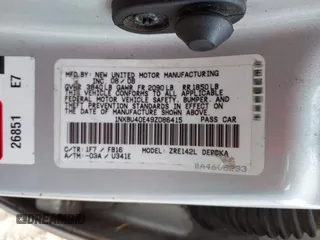 MFD. BY: NEW UNITED MOTOR MANUFACTURING
INC 08/08
GVWR 3840LB GAWR FR 2090LB RR 1850LB
THIS VEHICLE CONFORMS TO ALL APPLICABLE
FEDERAL MOTOR VEHICLE SAFETY, BUMPER, AND
THEFT PREVENTION STANDARDS IN EFFECT ON
THE DATE OF MANUFACTURE SHOWN ABOVE.
1NXBU40E49Z086415 PASS CAR
C/TR: 1F7 / FB16 MODEL: ZRE142L DEPDKA
A/TM: -03A / U341E
26851 E7